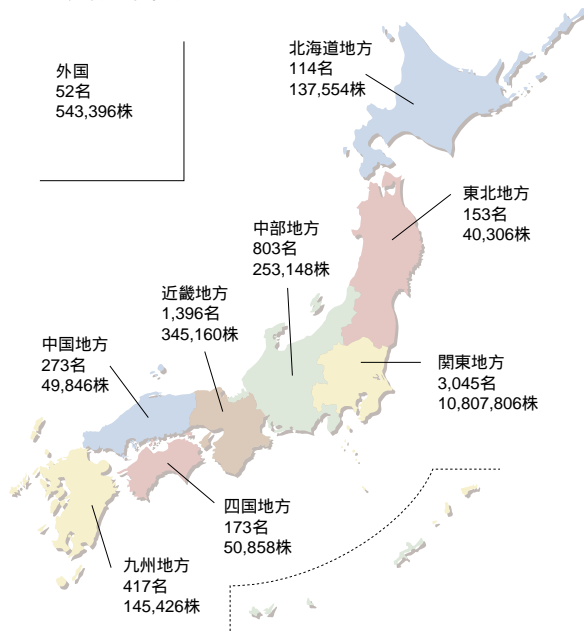 外国
52名
543,396株
北海道地方
114名
137,554株
東北地方
153名
40,306株
中部地方
803名
253,148株
近畿地方
1,396名
345,160株
中国地方
273名
49,846株
関東地方
3,045名
10,807,806株
四国地方
173名
50,858株
九州地方
417名
145,426株